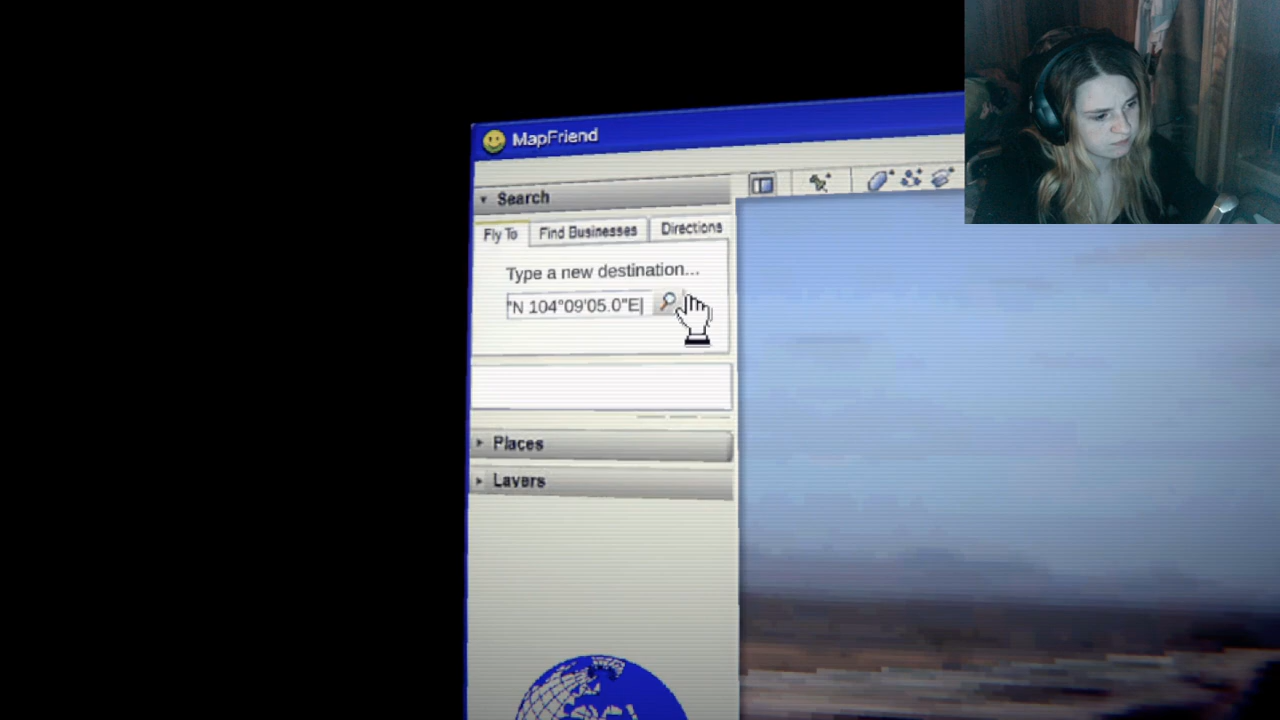 MapFriend
Search
Fly To
Find Businesses
Directions
Type a new destination...
"N 104°09'05.0"E
Places
Layers